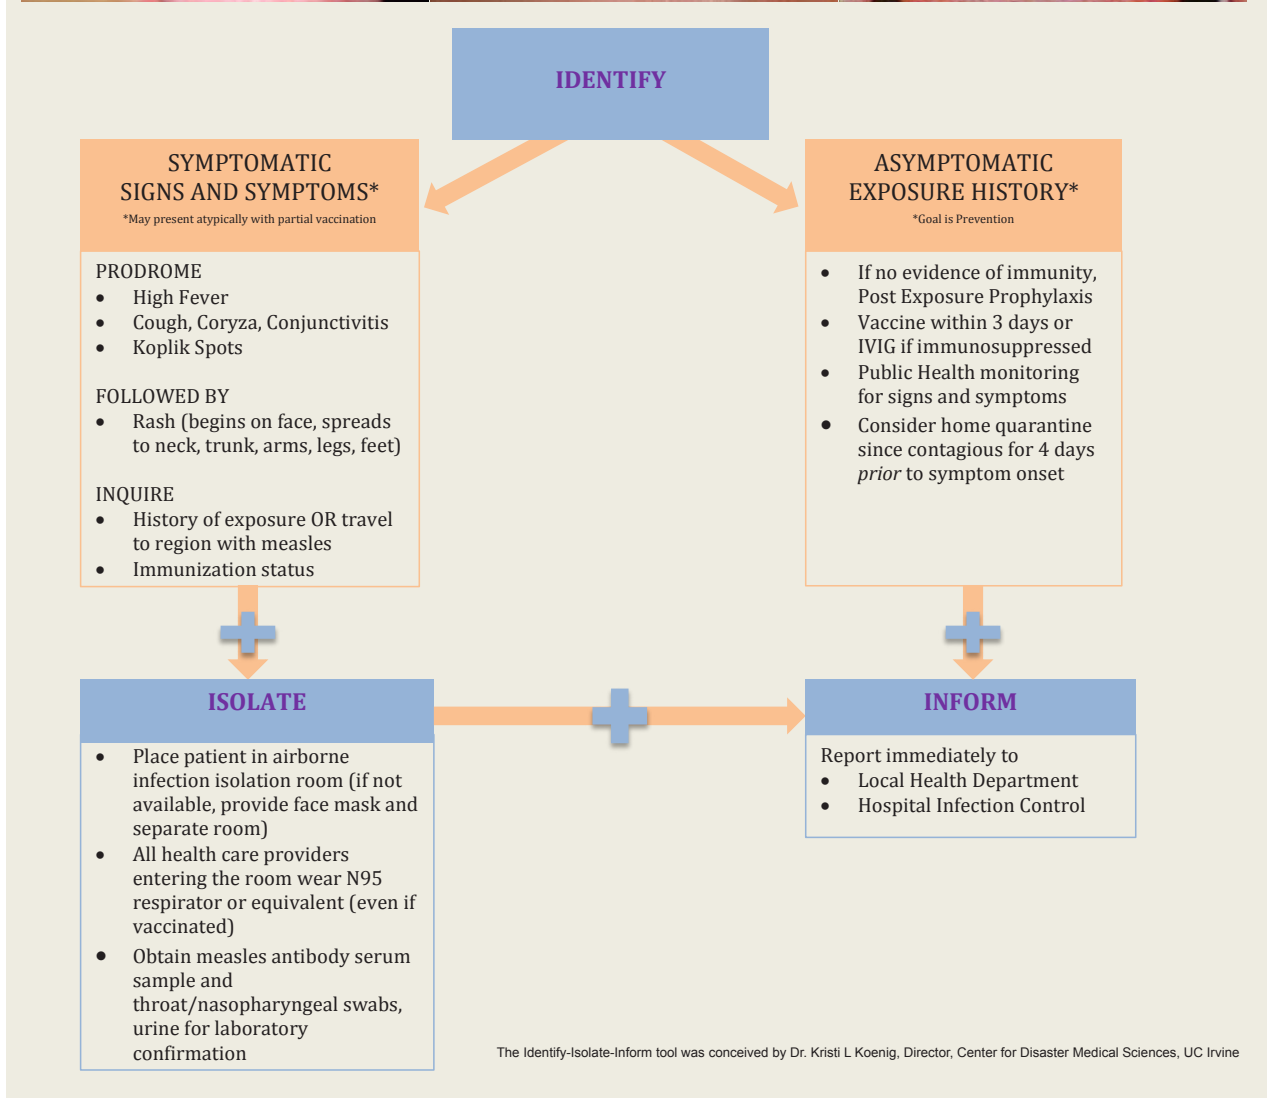 IDENTIFY
SYMPTOMATIC
SIGNS AND SYMPTOMS*
*May present atypically with partial vaccination
PRODROME
• High Fever
• Cough, Coryza, Conjunctivitis
• Koplik Spots
FOLLOWED BY
• Rash (begins on face, spreads
to neck, trunk, arms, legs, feet)
INQUIRE
• History of exposure OR travel
to region with measles
• Immunization status
ASYMPTOMATIC
EXPOSURE HISTORY*
*Goal is Prevention
• If no evidence of immunity,
Post Exposure Prophylaxis
• Vaccine within 3 days or
IVIG if immunosuppressed
• Public Health monitoring
for signs and symptoms
• Consider home quarantine
since contagious for 4 days
prior to symptom onset
ISOLATE
• Place patient in airborne
infection isolation room (if not
available, provide face mask and
separate room)
• All health care providers
entering the room wear N95
respirator or equivalent (even if
vaccinated)
• Obtain measles antibody serum
sample and
throat/nasopharyngeal swabs,
urine for laboratory
confirmation
INFORM
Report immediately to
• Local Health Department
• Hospital Infection Control
The Identify-Isolate-Inform tool was conceived by Dr. Kristi L Koenig, Director, Center for Disaster Medical Sciences, UC Irvine